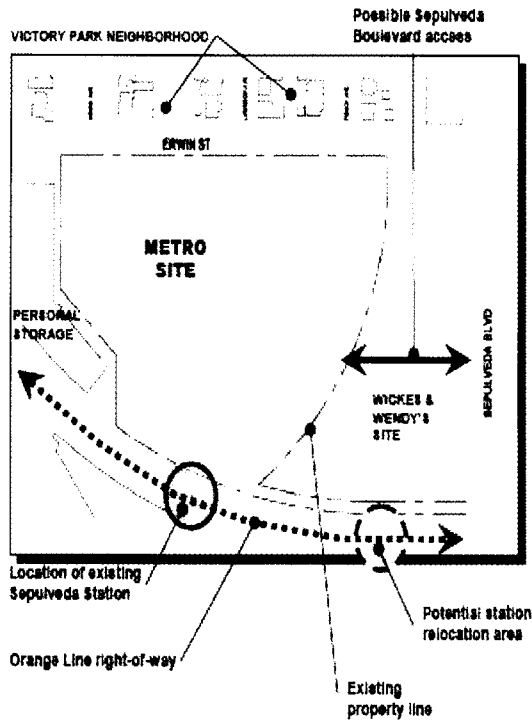 Possible Sepulveda
Boulevard access
VICTORY PARK NEIGHBORHOOD
ERWIN ST
METRO
SITE
PERSONAL
STORAGE
SEPULVEDA BLVD
WICKES &
WENDY'S
SITE
Location of existing
Sepulveda Station
Potential station
relocation area
Orange Line right-of-way
Existing
property line